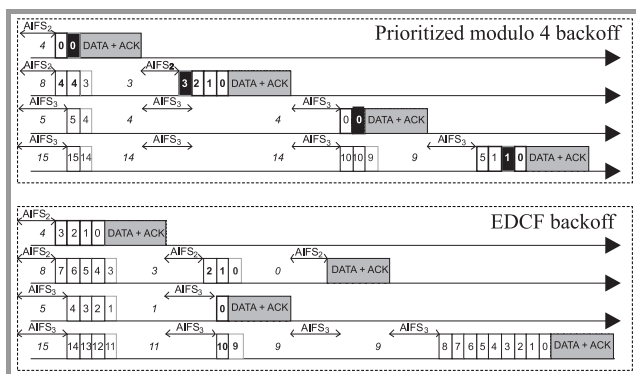 Prioritized modulo 4 backoff
AIFS2
4 0 0 DATA + ACK
AIFS2 AIFS2
8 4 4 3 3 3 2 1 0 DATA + ACK
AIFS3 AIFS3 AIFS3
5 5 4 4 4 0 0 DATA + ACK
AIFS3 AIFS3 AIFS3 AIFS3
15 15 14 14 14 10 10 9 9 5 1 1 0 DATA + ACK
EDCF backoff
AIFS2
4 3 2 1 0 DATA + ACK
AIFS2 AIFS2 AIFS2
8 7 6 5 4 3 3 2 1 0 0 DATA + ACK
AIFS3 AIFS3
5 4 3 2 1 1 0 DATA + ACK
AIFS3 AIFS3 AIFS3 AIFS3
15 14 13 12 11 11 10 9 9 9 8 7 6 5 4 3 2 1 0 DATA + ACK